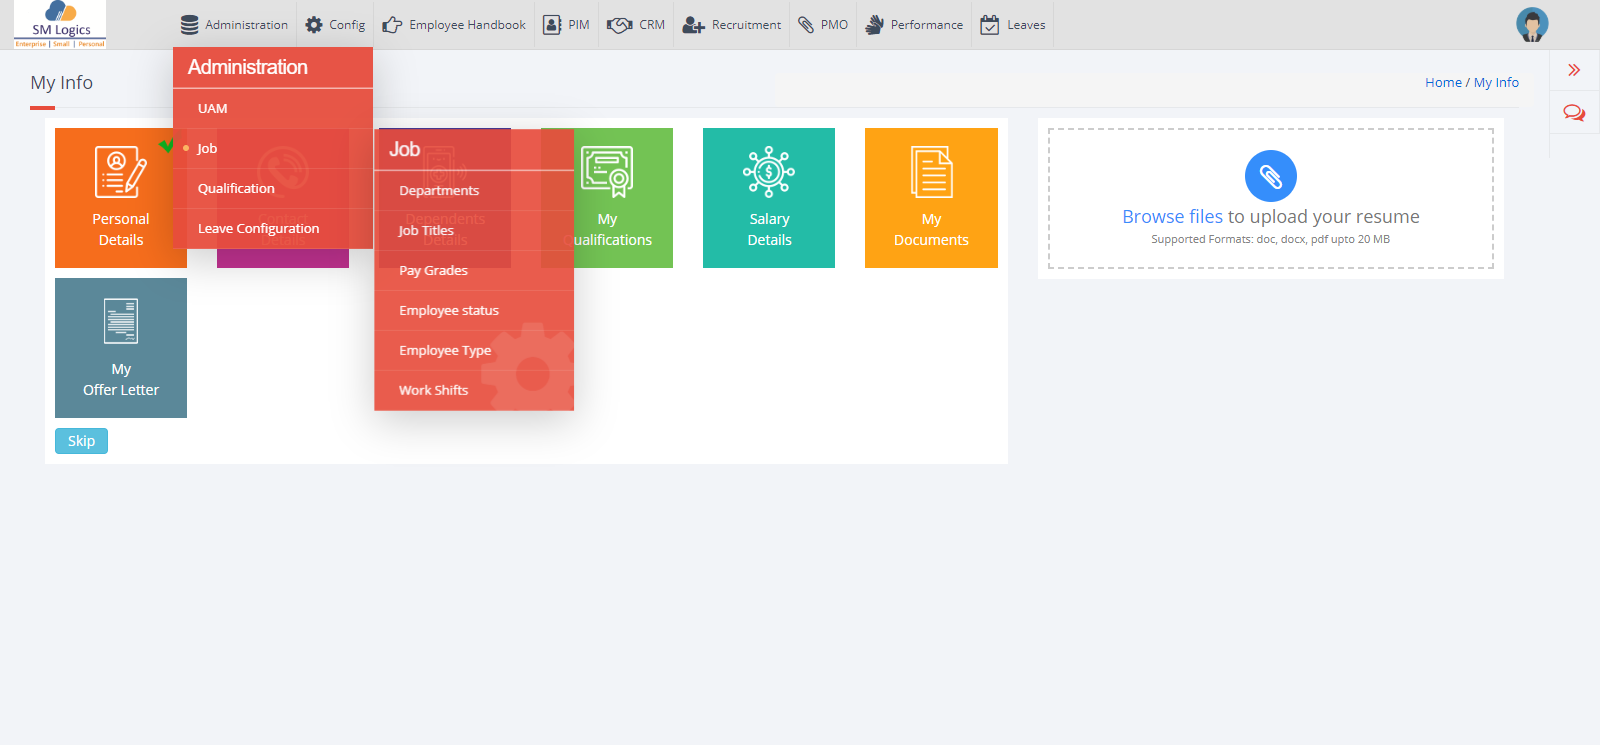 SM Logics
Enterprise | Small | Personal
Administration
Config
Employee Handbook
PIM
CRM
Recruitment
PMO
Performance
Leaves
My Info
Home / My Info
Administration
UAM
Job
Qualification
Leave Configuration
Job
Departments
Job Titles
Pay Grades
Employee status
Employee Type
Work Shifts
Personal
Details
Contact
Details
Dependents
Details
My
Qualifications
Salary
Details
My
Documents
My
Offer Letter
Skip
Browse files to upload your resume
Supported Formats: doc, docx, pdf upto 20 MB